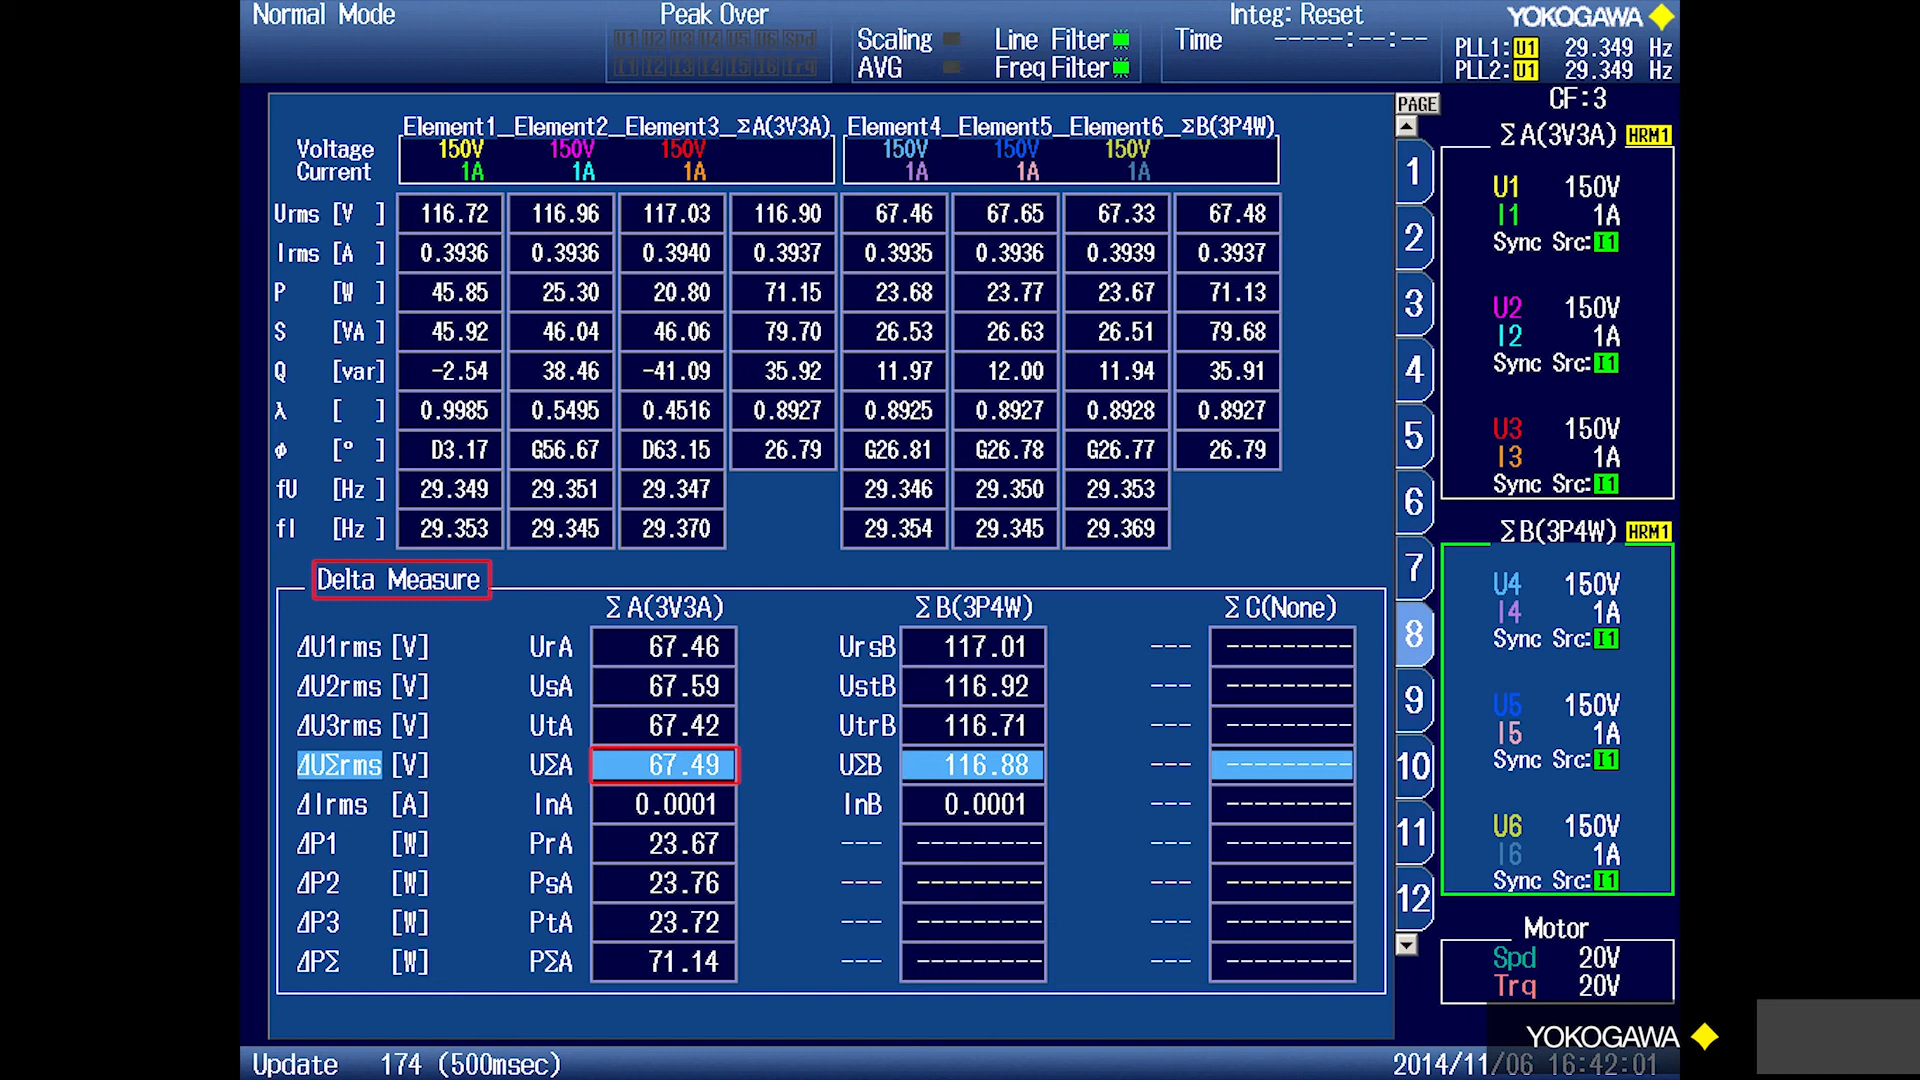 Normal Mode
Peak Over
U1 U2 U3 U4 U5 U6 Spd
I1 I2 I3 I4 I5 I6 Trq
Scaling
AVG
Line Filter
Freq Filter
Integ: Reset
Time -----:--:--
YOKOGAWA
PLL1: U1 29.349 Hz
PLL2: U1 29.349 Hz
CF:3
PAGE
1
2
3
4
5
6
7
8
9
10
11
12
Element1 Element2 Element3 ΣA(3V3A) Element4 Element5 Element6 ΣB(3P4W)
Voltage 150V 150V 150V 150V 150V 150V
Current 1A 1A 1A 1A 1A 1A
Urms [V ] 116.72 116.96 117.03 116.90 67.46 67.65 67.33 67.48
Irms [A ] 0.3936 0.3936 0.3940 0.3937 0.3935 0.3936 0.3939 0.3937
P [W ] 45.85 25.30 20.80 71.15 23.68 23.77 23.67 71.13
S [VA ] 45.92 46.04 46.06 79.70 26.53 26.63 26.51 79.68
Q [var] -2.54 38.46 -41.09 35.92 11.97 12.00 11.94 35.91
λ [ ] 0.9985 0.5495 0.4516 0.8927 0.8925 0.8927 0.8928 0.8927
φ [° ] D3.17 G56.67 D63.15 26.79 G26.81 G26.78 G26.77 26.79
fU [Hz ] 29.349 29.351 29.347 29.346 29.350 29.353
fI [Hz ] 29.353 29.345 29.370 29.354 29.345 29.369
Delta Measure
ΣA(3V3A) ΣB(3P4W) ΣC(None)
ΔU1rms [V] UrA 67.46 UrsB 117.01 --- ---------
ΔU2rms [V] UsA 67.59 UstB 116.92 --- ---------
ΔU3rms [V] UtA 67.42 UtrB 116.71 --- ---------
ΔUΣrms [V] UΣA 67.49 UΣB 116.88 --- ---------
ΔIrms [A] InA 0.0001 InB 0.0001 --- ---------
ΔP1 [W] PrA 23.67 --- --------- --- ---------
ΔP2 [W] PsA 23.76 --- --------- --- ---------
ΔP3 [W] PtA 23.72 --- --------- --- ---------
ΔPΣ [W] PΣA 71.14 --- --------- --- ---------
ΣA(3V3A) HRM1
U1 150V
I1 1A
Sync Src: I1
U2 150V
I2 1A
Sync Src: I1
U3 150V
I3 1A
Sync Src: I1
ΣB(3P4W) HRM1
U4 150V
I4 1A
Sync Src: I1
U5 150V
I5 1A
Sync Src: I1
U6 150V
I6 1A
Sync Src: I1
Motor
Spd 20V
Trq 20V
YOKOGAWA
Update 174 (500msec)
2014/11/06 16:42:01